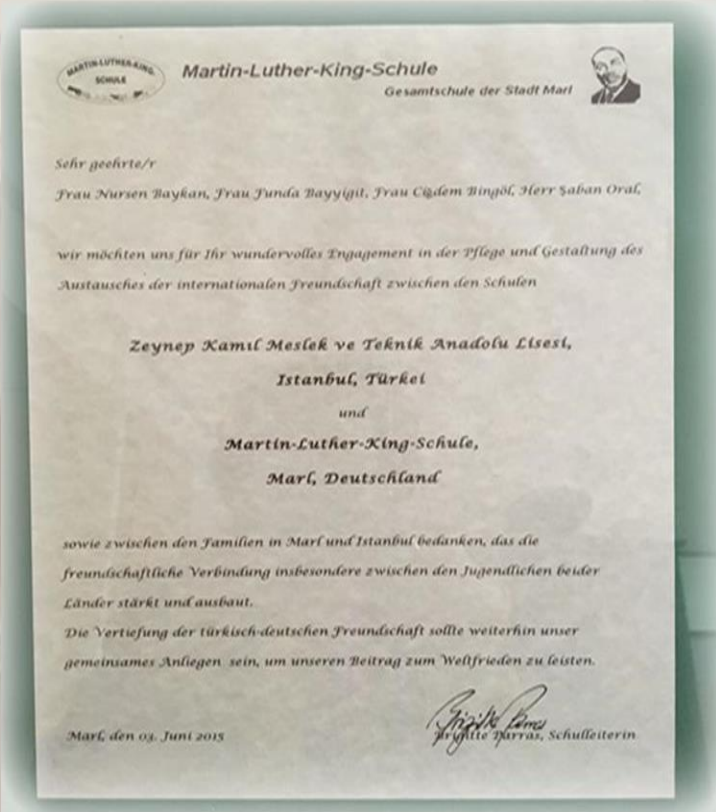 MARTIN-LUTHER-KING-
SCHULE
Martin-Luther-King-Schule
Gesamtschule der Stadt Marl
Sehr geehrte/r
Frau Nursen Baykan, Frau Funda Bayyigit, Frau Cigdem Bingöl, Herr Şaban Oral,
wir möchten uns für Ihr wundervolles Engagement in der Pflege und Gestaltung des
Austausches der internationalen Freundschaft zwischen den Schulen
Zeynep Kamıl Meslek ve Teknik Anadolu Lisesi,
Istanbul, Türkei
und
Martin-Luther-King-Schule,
Marl, Deutschland
sowie zwischen den Familien in Marl und Istanbul bedanken, das die
freundschaftliche Verbindung insbesondere zwischen den Jugendlichen beider
Länder stärkt und ausbaut.
Die Vertiefung der türkisch-deutschen Freundschaft sollte weiterhin unser
gemeinsames Anliegen sein, um unseren Beitrag zum Weltfrieden zu leisten.
Marl, den 03. Juni 2015
Brigitte Darras, Schulleiterin